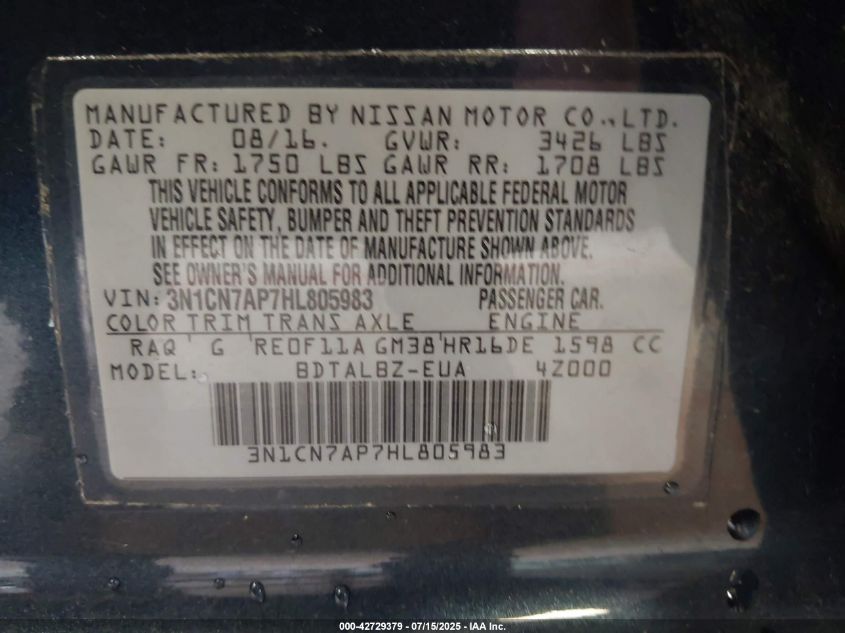 MANUFACTURED BY NISSAN MOTOR CO.,LTD.
DATE: 08/16. GVWR: 3426 LBS
GAWR FR: 1750 LBS GAWR RR: 1708 LBS
THIS VEHICLE CONFORMS TO ALL APPLICABLE FEDERAL MOTOR
VEHICLE SAFETY, BUMPER AND THEFT PREVENTION STANDARDS
IN EFFECT ON THE DATE OF MANUFACTURE SHOWN ABOVE.
SEE OWNER'S MANUAL FOR ADDITIONAL INFORMATION.
VIN: 3N1CN7AP7HL805983 PASSENGER CAR.
COLOR TRIM TRANS AXLE ENGINE
RAQ ' G 'RE0F11A GM38'HR16DE 1598 CC
MODEL: BDTALBZ-EUA 4Z000
3N1CN7AP7HL805983
000-42729379 - 07/15/2025 - IAA Inc.